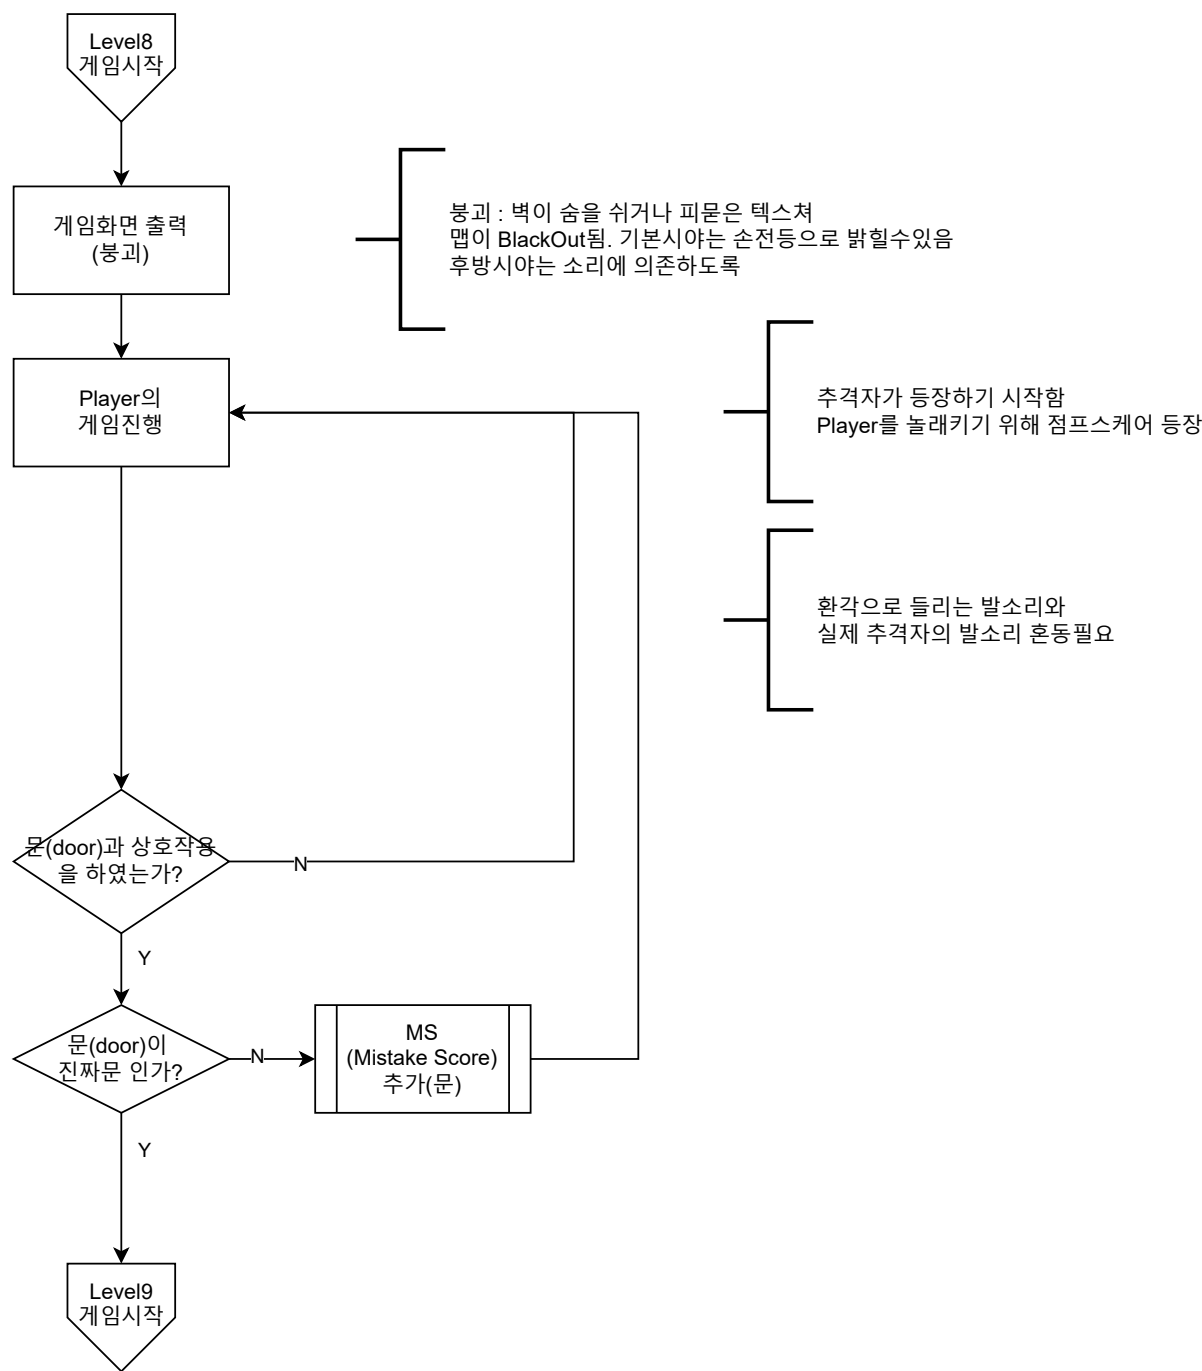 Level8
게임시작
게임화면 출력
(붕괴)
붕괴 : 벽이 숨을 쉬거나 피묻은 텍스쳐
맵이 BlackOut됨. 기본시야는 손전등으로 밝힐수있음
후방시야는 소리에 의존하도록
Player의
게임진행
추격자가 등장하기 시작함
Player를 놀래키기 위해 점프스케어 등장
환각으로 들리는 발소리와
실제 추격자의 발소리 혼동필요
문(door)과 상호작용
을 하였는가?
N
Y
문(door)이
진짜문 인가?
N
MS
(Mistake Score)
추가(문)
Y
Level9
게임시작